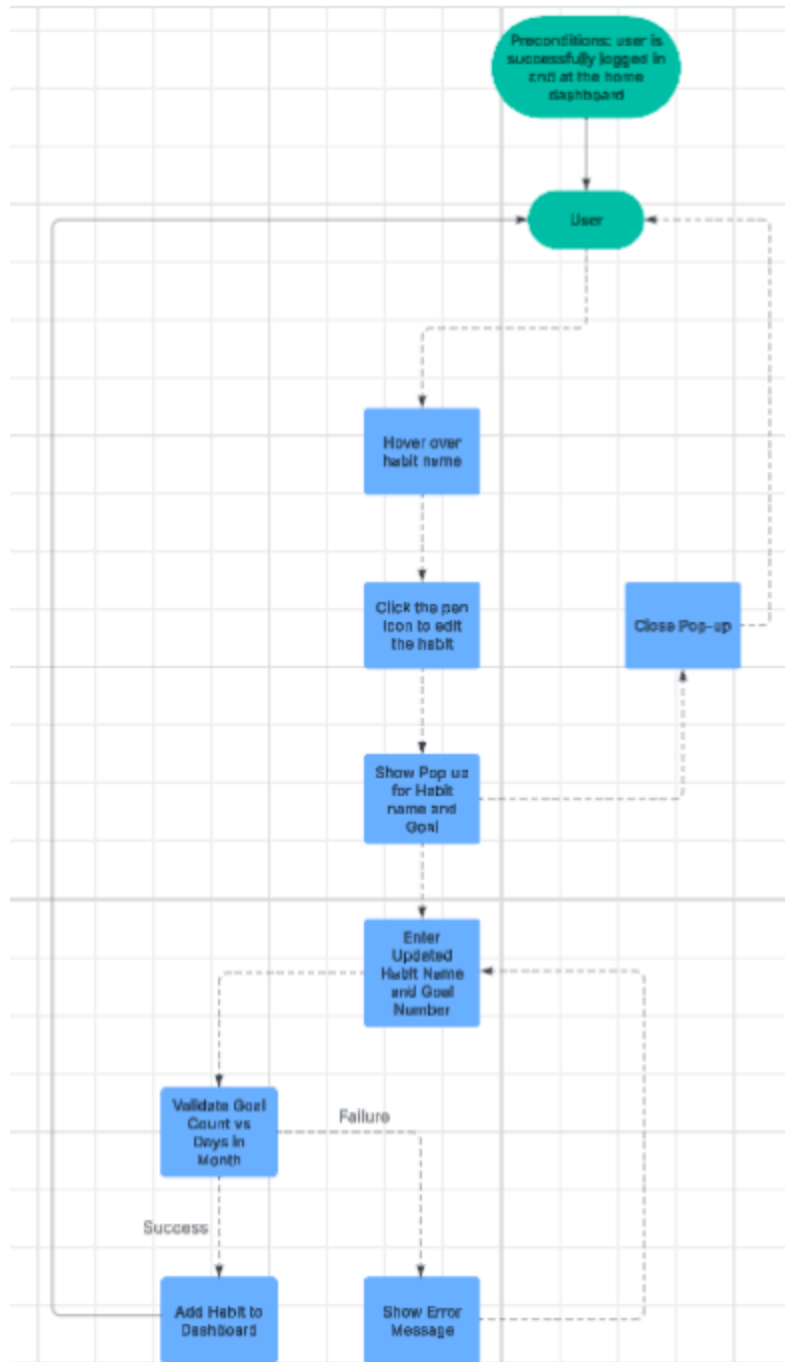 Preconditions: user is
successfully logged in
and at the home
dashboard
User
Hover over
habit name
Click the pen
icon to edit
the habit
Close Pop-up
Show Pop up
for Habit
name and
Goal
Enter
Updated
Habit Name
and Goal
Number
Validate Goal
Count vs
Days in
Month
Failure
Success
Add Habit to
Dashboard
Show Error
Message